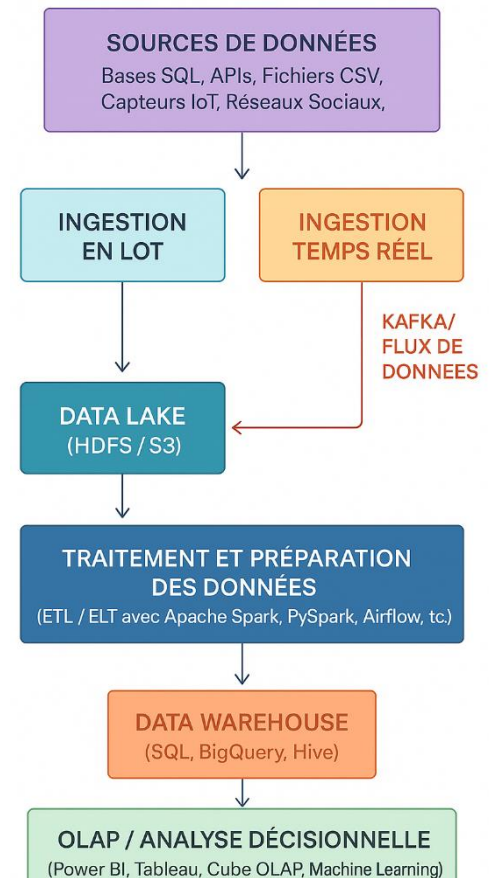 SOURCES DE DONNÉES
Bases SQL, APIs, Fichiers CSV,
Capteurs IoT, Réseaux Sociaux,
INGESTION
EN LOT
INGESTION
TEMPS RÉEL
KAFKA/
FLUX DE
DONNEES
DATA LAKE
(HDFS / S3)
TRAITEMENT ET PRÉPARATION
DES DONNÉES
(ETL / ELT avec Apache Spark, PySpark, Airflow, tc.)
DATA WAREHOUSE
(SQL, BigQuery, Hive)
OLAP / ANALYSE DÉCISIONNELLE
(Power BI, Tableau, Cube OLAP, Machine Learning)